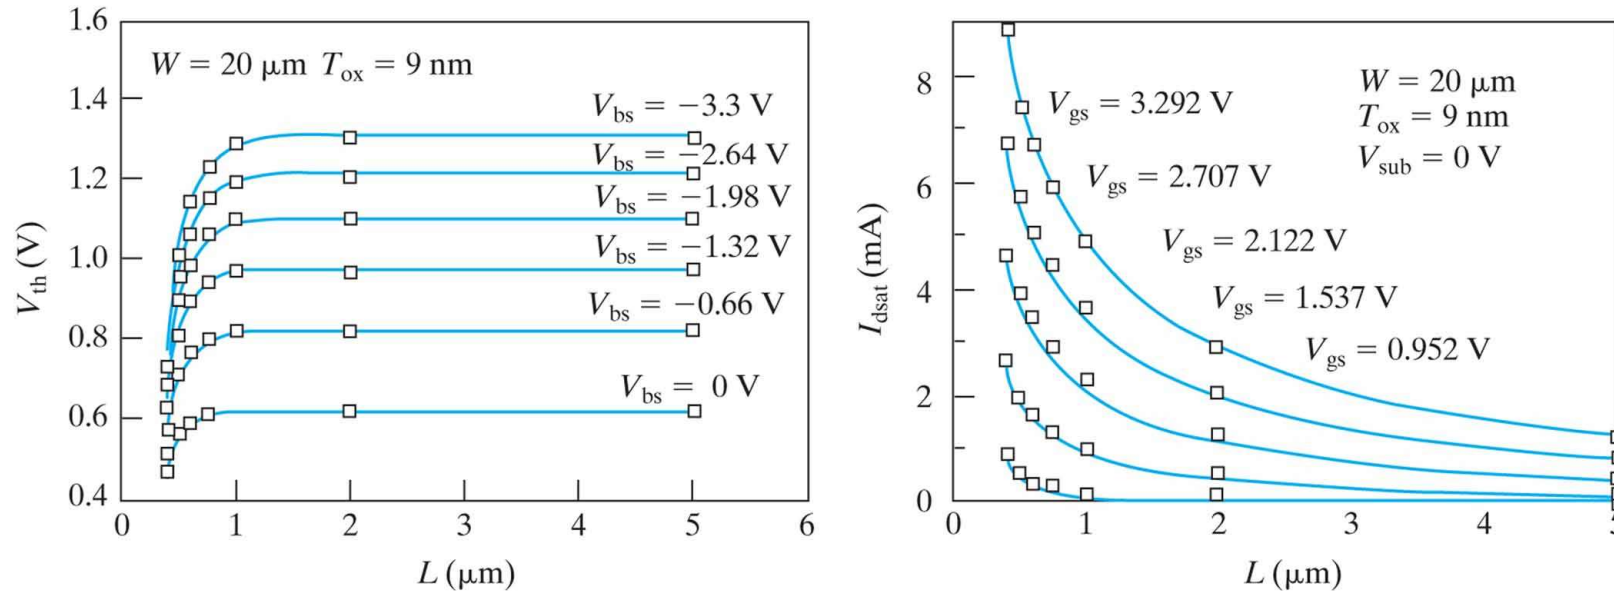 1.6
1.4
1.2
1.0
0.8
0.6
0.4
V_th (V)
W = 20 μm T_ox = 9 nm
V_bs = −3.3 V
V_bs = −2.64 V
V_bs = −1.98 V
V_bs = −1.32 V
V_bs = −0.66 V
V_bs = 0 V
0 1 2 3 4 5 6
L (μm)
8
6
4
2
0
I_dsat (mA)
W = 20 μm
T_ox = 9 nm
V_sub = 0 V
V_gs = 3.292 V
V_gs = 2.707 V
V_gs = 2.122 V
V_gs = 1.537 V
V_gs = 0.952 V
0 1 2 3 4
L (μm)